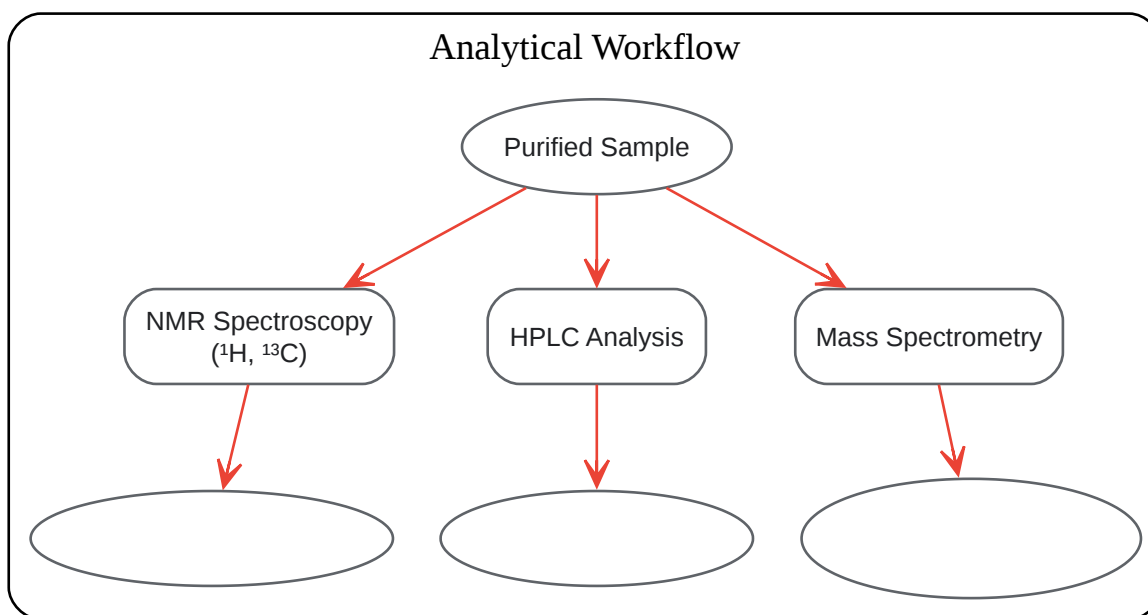 Analytical Workflow
Purified Sample
NMR Spectroscopy
(¹H, ¹³C)
HPLC Analysis
Mass Spectrometry